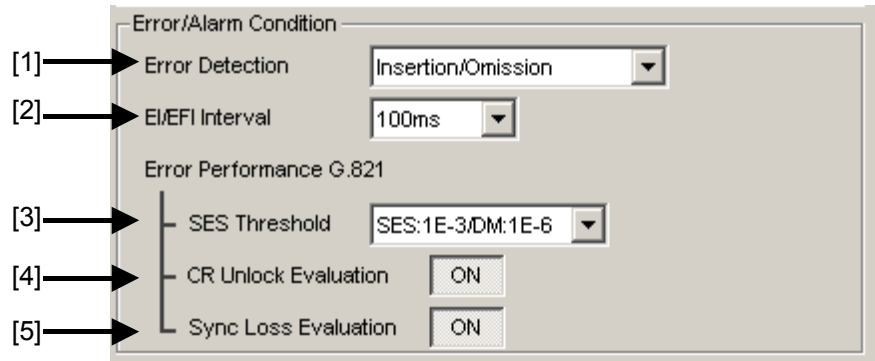 Error/Alarm Condition
[1] Error Detection Insertion/Omission
[2] EI/EFI Interval 100ms
Error Performance G.821
[3] SES Threshold SES:1E-3/DM:1E-6
[4] CR Unlock Evaluation ON
[5] Sync Loss Evaluation ON